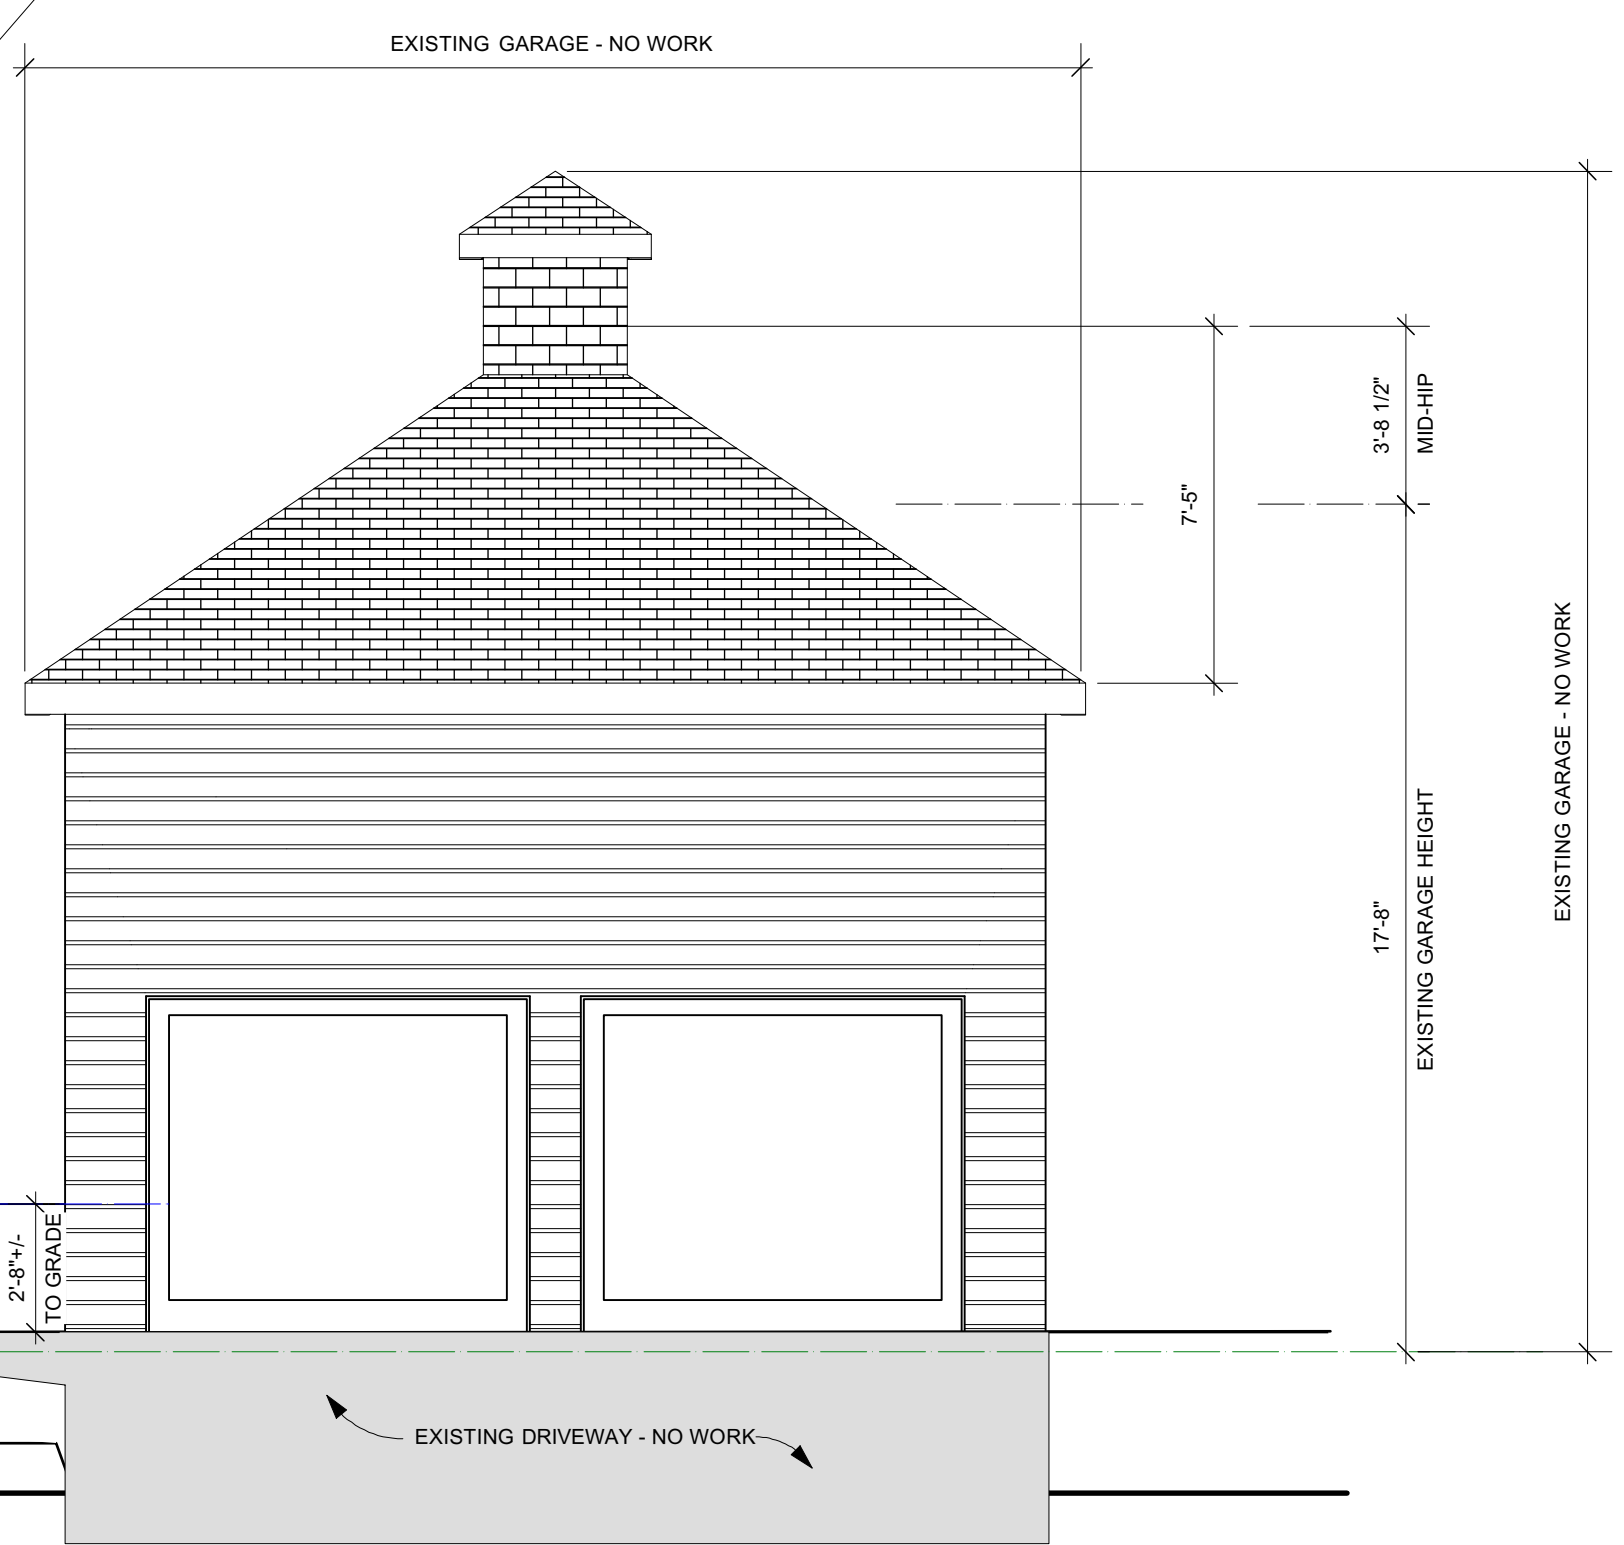 EXISTING GARAGE - NO WORK
3'-8 1/2"
MID-HIP
7'-5"
EXISTING GARAGE - NO WORK
17'-8"
EXISTING GARAGE HEIGHT
2'-8"+/-
TO GRADE
EXISTING DRIVEWAY - NO WORK